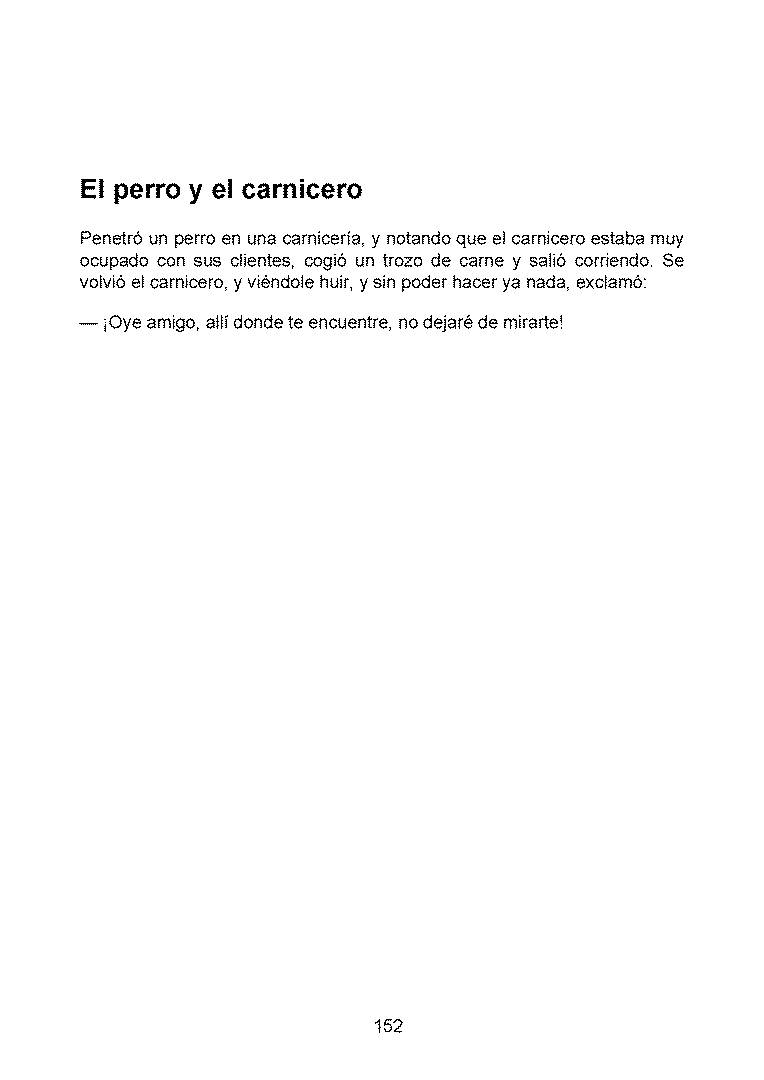 El perro y el carnicero
Penetró un perro en una carnicería, y notando que el carnicero estaba muy
ocupado con sus clientes, cogió un trozo de carne y salió corriendo. Se
volvió el carnicero, y viéndole huir, y sin poder hacer ya nada, exclamó:
— ¡Oye amigo, allí donde te encuentre, no dejaré de mirarte!
152